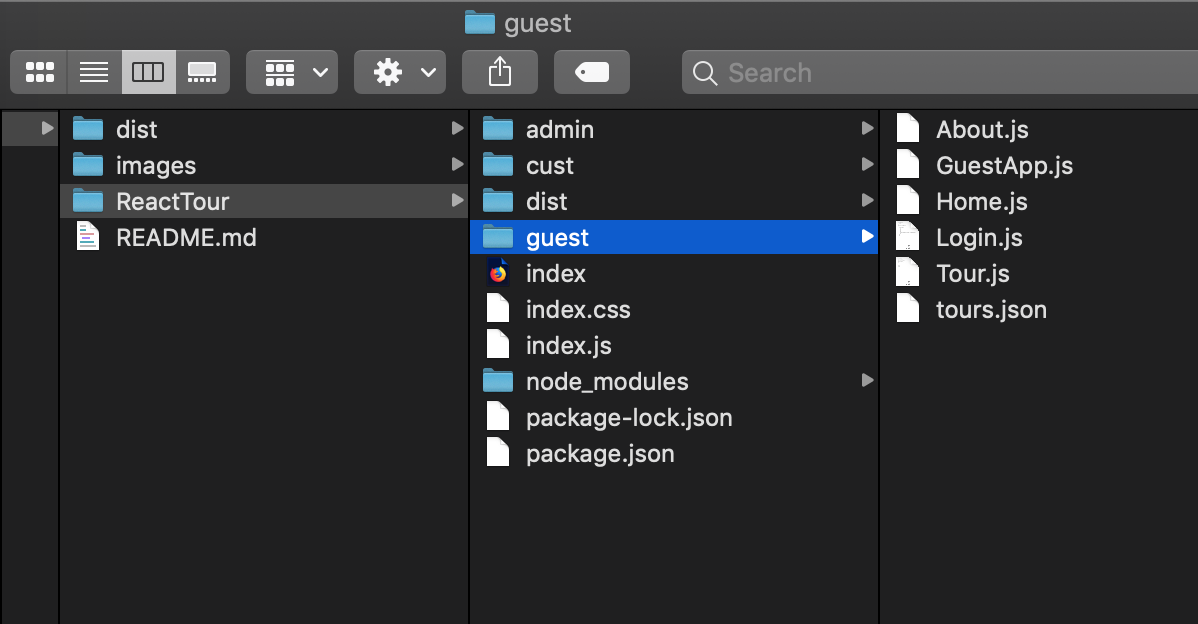 guest
Search
dist
images
ReactTour
README.md
admin
cust
dist
guest
index
index.css
index.js
node_modules
package-lock.json
package.json
About.js
GuestApp.js
Home.js
Login.js
Tour.js
tours.json